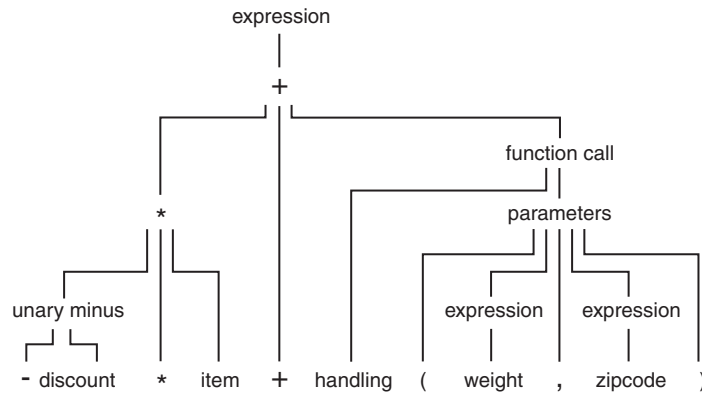 expression
+
function call
* parameters
unary minus expression expression
- discount * item + handling ( weight , zipcode )